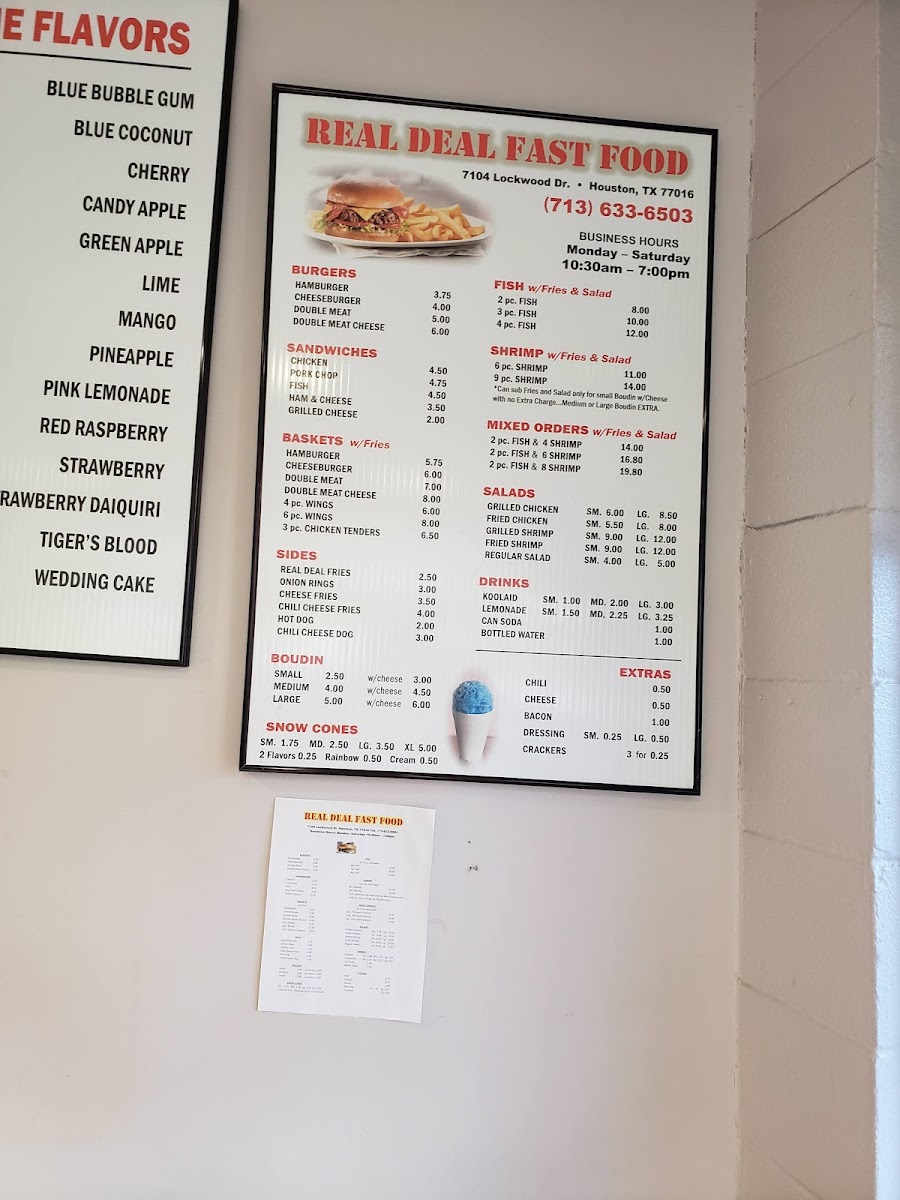 E FLAVORS
BLUE BUBBLE GUM
BLUE COCONUT
CHERRY
CANDY APPLE
GREEN APPLE
LIME
MANGO
PINEAPPLE
PINK LEMONADE
RED RASPBERRY
STRAWBERRY
RAWBERRY DAIQUIRI
TIGER'S BLOOD
WEDDING CAKE
REAL DEAL FAST FOOD
7104 Lockwood Dr. • Houston, TX 77016
(713) 633-6503
BUSINESS HOURS
Monday – Saturday
10:30am – 7:00pm
BURGERS
HAMBURGER 3.75
CHEESEBURGER 4.00
DOUBLE MEAT 5.00
DOUBLE MEAT CHEESE 6.00
SANDWICHES
CHICKEN 4.50
PORK CHOP 4.75
FISH 4.50
HAM & CHEESE 3.50
GRILLED CHEESE 2.00
BASKETS w/Fries
HAMBURGER 5.75
CHEESEBURGER 6.00
DOUBLE MEAT 7.00
DOUBLE MEAT CHEESE 8.00
4 pc. WINGS 6.00
6 pc. WINGS 8.00
3 pc. CHICKEN TENDERS 6.50
SIDES
REAL DEAL FRIES 2.50
ONION RINGS 3.00
CHEESE FRIES 3.50
CHILI CHEESE FRIES 4.00
HOT DOG 2.00
CHILI CHEESE DOG 3.00
BOUDIN
SMALL 2.50 w/cheese 3.00
MEDIUM 4.00 w/cheese 4.50
LARGE 5.00 w/cheese 6.00
SNOW CONES
SM. 1.75 MD. 2.50 LG. 3.50 XL 5.00
2 Flavors 0.25 Rainbow 0.50 Cream 0.50
FISH w/Fries & Salad
2 pc. FISH 8.00
3 pc. FISH 10.00
4 pc. FISH 12.00
SHRIMP w/Fries & Salad
6 pc. SHRIMP 11.00
9 pc. SHRIMP 14.00
*Can sub Fries and Salad only for small Boudin w/Cheese
with no Extra Charge...Medium or Large Boudin EXTRA.
MIXED ORDERS w/Fries & Salad
2 pc. FISH & 4 SHRIMP 14.00
2 pc. FISH & 6 SHRIMP 16.80
2 pc. FISH & 8 SHRIMP 19.80
SALADS
GRILLED CHICKEN SM. 6.00 LG. 8.50
FRIED CHICKEN SM. 5.50 LG. 8.00
GRILLED SHRIMP SM. 9.00 LG. 12.00
FRIED SHRIMP SM. 9.00 LG. 12.00
REGULAR SALAD SM. 4.00 LG. 5.00
DRINKS
KOOLAID SM. 1.00 MD. 2.00 LG. 3.00
LEMONADE SM. 1.50 MD. 2.25 LG. 3.25
CAN SODA 1.00
BOTTLED WATER 1.00
EXTRAS
CHILI 0.50
CHEESE 0.50
BACON 1.00
DRESSING SM. 0.25 LG. 0.50
CRACKERS 3 for 0.25
REAL DEAL FAST FOOD